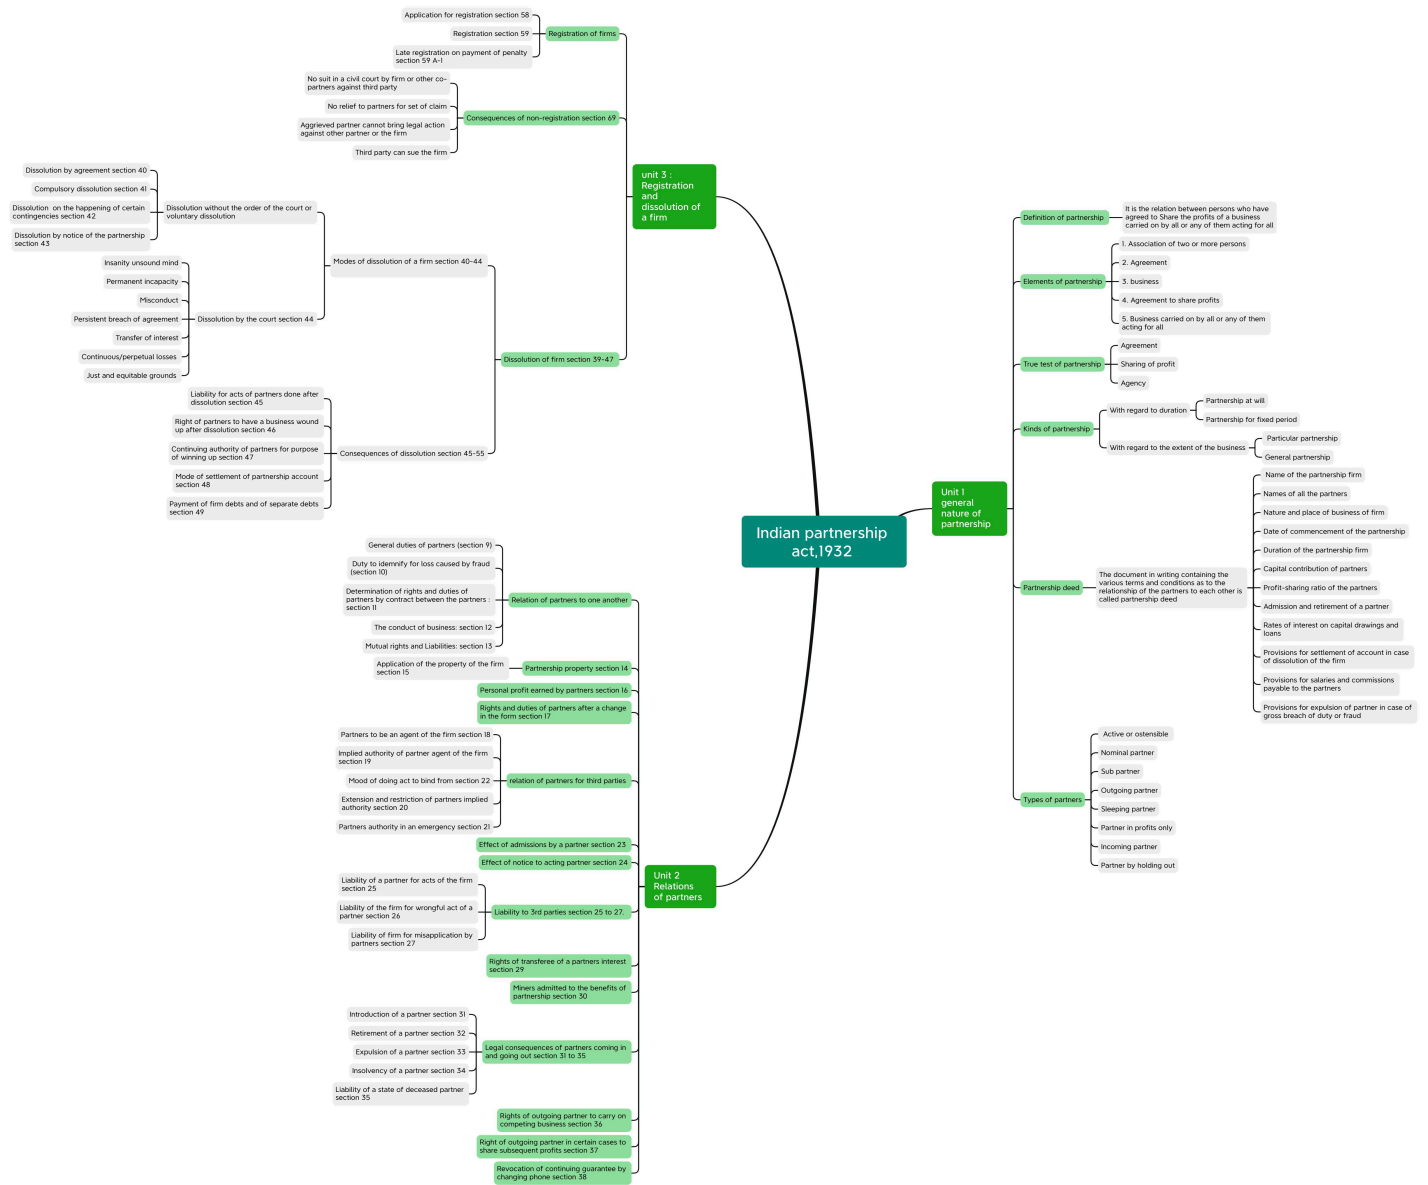 Indian partnership
act,1932
Unit 1
general
nature of
partnership
Definition of partnership
It is the relation between persons who have
agreed to Share the profits of a business
carried on by all or any of them acting for all
Elements of partnership
1. Association of two or more persons
2. Agreement
3. business
4. Agreement to share profits
5. Business carried on by all or any of them
acting for all
True test of partnership
Agreement
Sharing of profit
Agency
Kinds of partnership
With regard to duration
Partnership at will
Partnership for fixed period
With regard to the extent of the business
Particular partnership
General partnership
Partnership deed
The document in writing containing the
various terms and conditions as to the
relationship of the partners to each other is
called partnership deed
Name of the partnership firm
Names of all the partners
Nature and place of business of firm
Date of commencement of the partnership
Duration of the partnership firm
Capital contribution of partners
Profit-sharing ratio of the partners
Admission and retirement of a partner
Rates of interest on capital drawings and
loans
Provisions for settlement of account in case
of dissolution of the firm
Provisions for salaries and commissions
payable to the partners
Provisions for expulsion of partner in case of
gross breach of duty or fraud
Types of partners
Active or ostensible
Nominal partner
Sub partner
Outgoing partner
Sleeping partner
Partner in profits only
Incoming partner
Partner by holding out
Unit 2
Relations
of partners
Relation of partners to one another
General duties of partners (section 9)
Duty to idemnify for loss caused by fraud
(section 10)
Determination of rights and duties of
partners by contract between the partners :
section 11
The conduct of business: section 12
Mutual rights and Liabilities: section 13
Partnership property section 14
Application of the property of the firm
section 15
Personal profit earned by partners section 16
Rights and duties of partners after a change
in the form section 17
relation of partners for third parties
Partners to be an agent of the firm section 18
Implied authority of partner agent of the firm
section 19
Mood of doing act to bind from section 22
Extension and restriction of partners implied
authority section 20
Partners authority in an emergency section 21
Effect of admissions by a partner section 23
Effect of notice to acting partner section 24
Liability to 3rd parties section 25 to 27.
Liability of a partner for acts of the firm
section 25
Liability of the firm for wrongful act of a
partner section 26
Liability of firm for misapplication by
partners section 27
Rights of transferee of a partners interest
section 29
Miners admitted to the benefits of
partnership section 30
Legal consequences of partners coming in
and going out section 31 to 35
Introduction of a partner section 31
Retirement of a partner section 32
Expulsion of a partner section 33
Insolvency of a partner section 34
Liability of a state of deceased partner
section 35
Rights of outgoing partner to carry on
competing business section 36
Right of outgoing partner in certain cases to
share subsequent profits section 37
Revocation of continuing guarantee by
changing phone section 38
unit 3 :
Registration
and
dissolution of
a firm
Registration of firms
Application for registration section 58
Registration section 59
Late registration on payment of penalty
section 59 A-I
Consequences of non-registration section 69
No suit in a civil court by firm or other co-
partners against third party
No relief to partners for set of claim
Aggrieved partner cannot bring legal action
against other partner or the firm
Third party can sue the firm
Dissolution of firm section 39-47
Modes of dissolution of a firm section 40-44
Dissolution without the order of the court or
voluntary dissolution
Dissolution by agreement section 40
Compulsory dissolution section 41
Dissolution on the happening of certain
contingencies section 42
Dissolution by notice of the partnership
section 43
Dissolution by the court section 44
Insanity unsound mind
Permanent incapacity
Misconduct
Persistent breach of agreement
Transfer of interest
Continuous/perpetual losses
Just and equitable grounds
Consequences of dissolution section 45-55
Liability for acts of partners done after
dissolution section 45
Right of partners to have a business wound
up after dissolution section 46
Continuing authority of partners for purpose
of winning up section 47
Mode of settlement of partnership account
section 48
Payment of firm debts and of separate debts
section 49